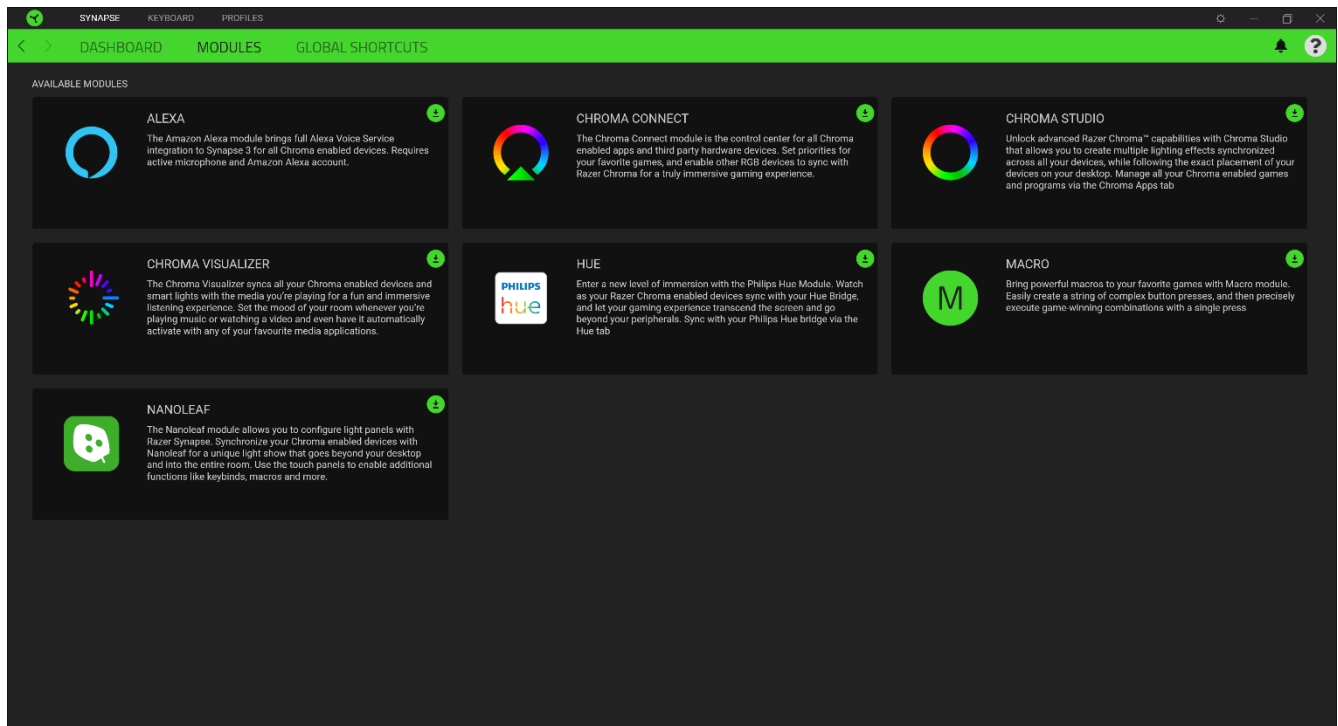 SYNAPSE KEYBOARD PROFILES
DASHBOARD MODULES GLOBAL SHORTCUTS
?
AVAILABLE MODULES
ALEXA
The Amazon Alexa module brings full Alexa Voice Service
integration to Synapse 3 for all Chroma enabled devices. Requires
active microphone and Amazon Alexa account.
CHROMA CONNECT
The Chroma Connect module is the control center for all Chroma
enabled apps and third party hardware devices. Set priorities for
your favorite games, and enable other RGB devices to sync with
Razer Chroma for a truly immersive gaming experience.
CHROMA STUDIO
Unlock advanced Razer Chroma™ capabilities with Chroma Studio
that allows you to create multiple lighting effects synchronized
across all your devices, while following the exact placement of your
devices on your desktop. Manage all your Chroma enabled games
and programs via the Chroma Apps tab
CHROMA VISUALIZER
The Chroma Visualizer syncs all your Chroma enabled devices and
smart lights with the media you're playing for a fun and immersive
listening experience. Set the mood of your room whenever you're
playing music or watching a video and even have it automatically
activate with any of your favourite media applications.
PHILIPS
hue
HUE
Enter a new level of immersion with the Philips Hue Module. Watch
as your Razer Chroma enabled devices sync with your Hue Bridge,
and let your gaming experience transcend the screen and go
beyond your peripherals. Sync with your Philips Hue bridge via the
Hue tab
M
MACRO
Bring powerful macros to your favorite games with Macro module.
Easily create a string of complex button presses, and then precisely
execute game-winning combinations with a single press
NANOLEAF
The Nanoleaf module allows you to configure light panels with
Razer Synapse. Synchronize your Chroma enabled devices with
Nanoleaf for a unique light show that goes beyond your desktop
and into the entire room. Use the touch panels to enable additional
functions like keybinds, macros and more.